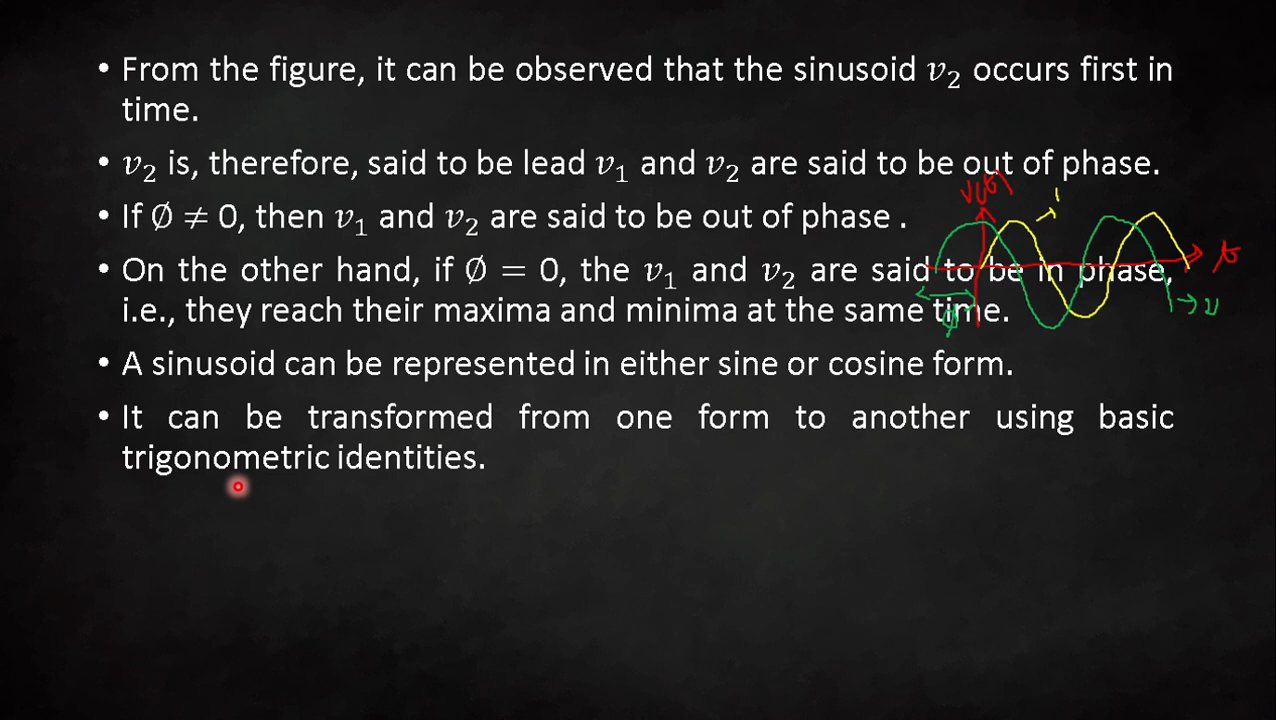 • From the figure, it can be observed that the sinusoid v₂ occurs first in
time.
• v₂ is, therefore, said to be lead v₁ and v₂ are said to be out of phase.
• If ∅ ≠ 0, then v₁ and v₂ are said to be out of phase .
• On the other hand, if ∅ = 0, the v₁ and v₂ are said to be in phase,
i.e., they reach their maxima and minima at the same time.
• A sinusoid can be represented in either sine or cosine form.
• It can be transformed from one form to another using basic
trigonometric identities.
v(t)
∅